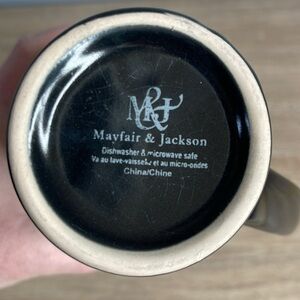 M&J
Mayfair & Jackson
Dishwasher & microwave safe
Va au lave-vaisselle et au micro-ondes
China/Chine